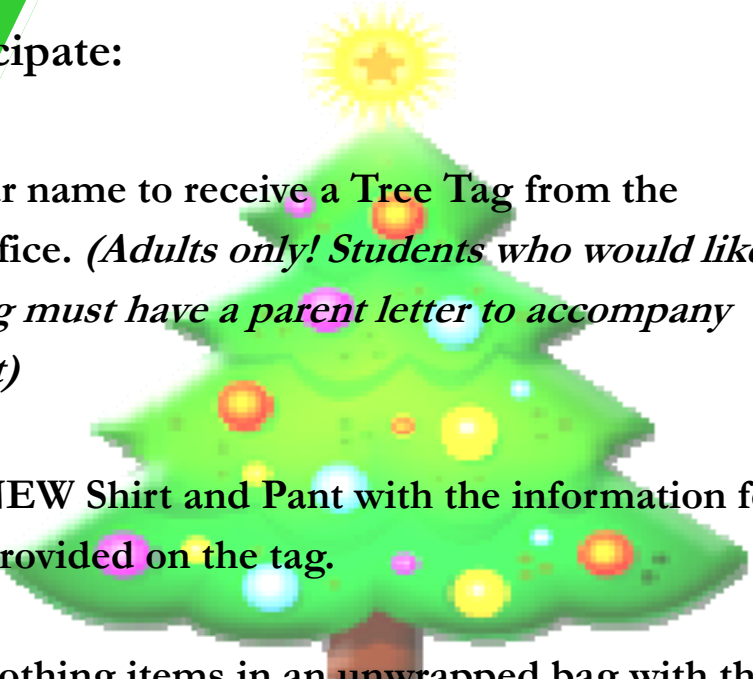 cipate:
r name to receive a Tree Tag from the
fice. (Adults only! Students who would like
g must have a parent letter to accompany
t)
NEW Shirt and Pant with the information f
rovided on the tag.
othing items in an unwrapped bag with th